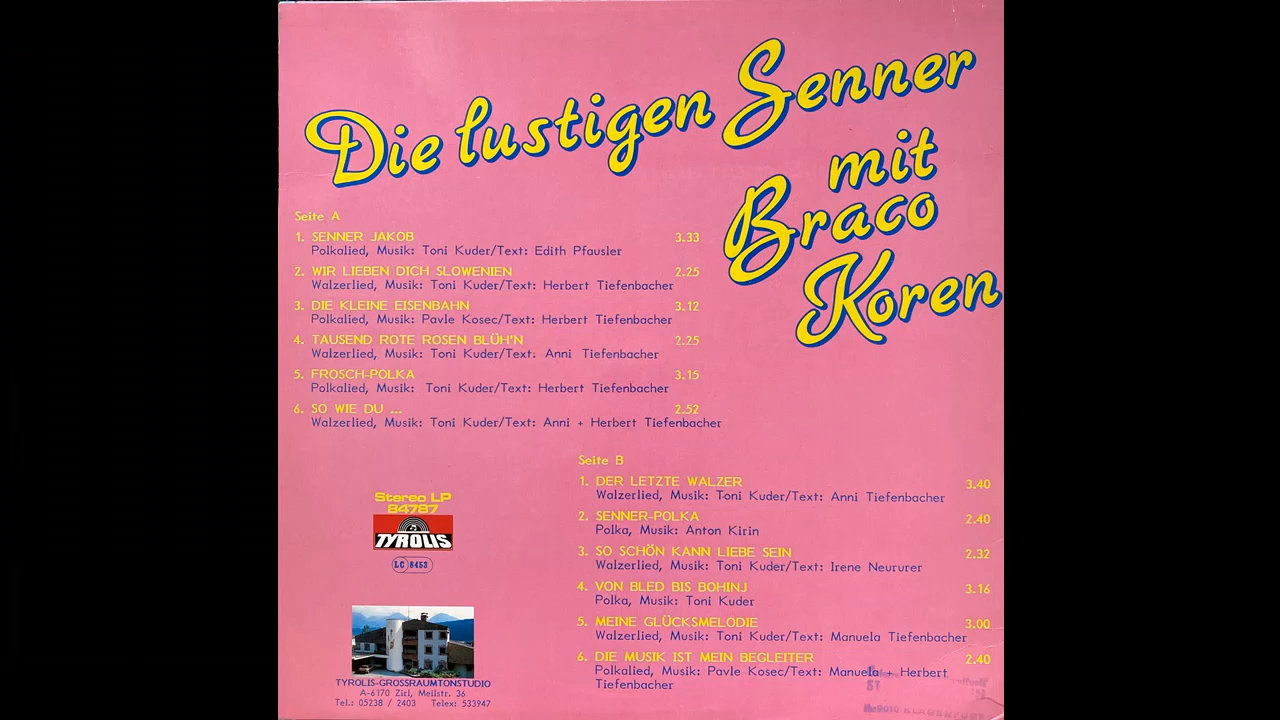 Die lustigen Senner
mit
Braco
Koren
Seite A
1. SENNER JAKOB 3.33
Polkalied, Musik: Toni Kuder/Text: Edith Pfausler
2. WIR LIEBEN DICH SLOWENIEN 2.25
Walzerlied, Musik: Toni Kuder/Text: Herbert Tiefenbacher
3. DIE KLEINE EISENBAHN 3.12
Polkalied, Musik: Pavle Kosec/Text: Herbert Tiefenbacher
4. TAUSEND ROTE ROSEN BLÜH'N 2.25
Walzerlied, Musik: Toni Kuder/Text: Anni Tiefenbacher
5. FROSCH-POLKA 3.15
Polkalied, Musik: Toni Kuder/Text: Herbert Tiefenbacher
6. SO WIE DU ... 2.52
Walzerlied, Musik: Toni Kuder/Text: Anni + Herbert Tiefenbacher
Seite B
1. DER LETZTE WALZER 3.40
Walzerlied, Musik: Toni Kuder/Text: Anni Tiefenbacher
2. SENNER-POLKA 2.40
Polka, Musik: Anton Kirin
3. SO SCHÖN KANN LIEBE SEIN 2.32
Walzerlied, Musik: Toni Kuder/Text: Irene Neururer
4. VON BLED BIS BOHINJ 3.16
Polka, Musik: Toni Kuder
5. MEINE GLÜCKSMELODIE 3.00
Walzerlied, Musik: Toni Kuder/Text: Manuela Tiefenbacher
6. DIE MUSIK IST MEIN BEGLEITER 2.40
Polkalied, Musik: Pavle Kosec/Text: Manuela + Herbert
Tiefenbacher
Stereo LP
84787
TYROLIS
LC 8453
TYROLIS-GROSSRAUMTONSTUDIO
A-6170 Zirl, Meilstr. 36
Tel.: 05238 / 2403 Telex: 533947
ST